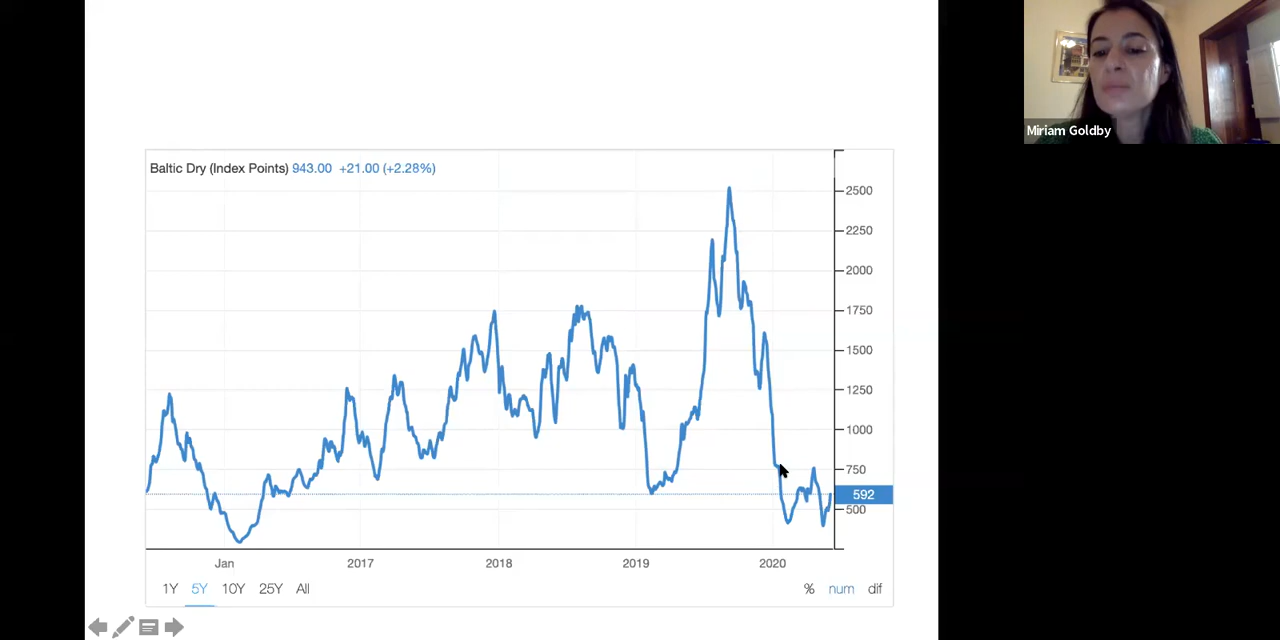 Miriam Goldby
Baltic Dry (Index Points) 943.00 +21.00 (+2.28%)
2500
2250
2000
1750
1500
1250
1000
750
592
500
Jan 2017 2018 2019 2020
1Y 5Y 10Y 25Y All % num dif